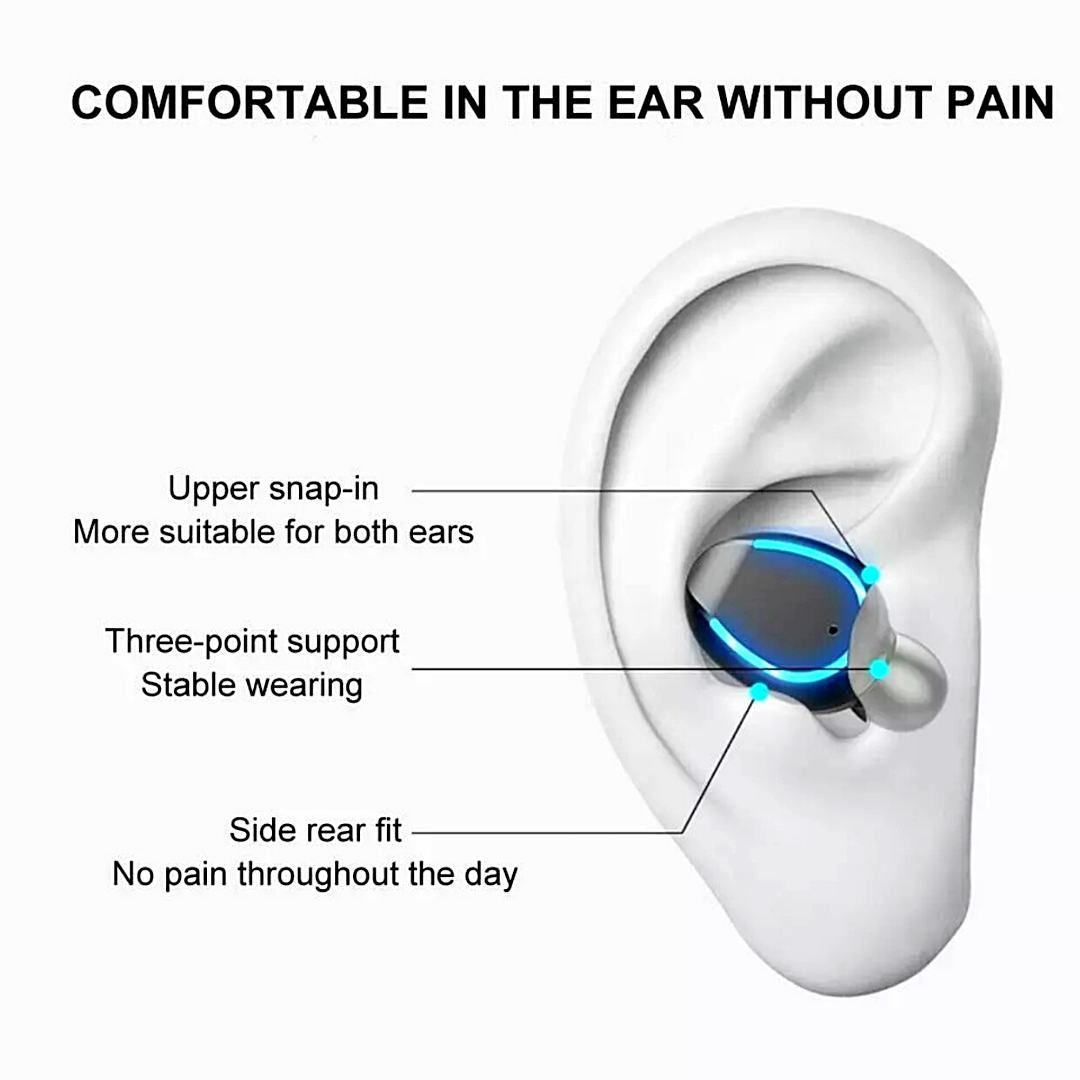 COMFORTABLE IN THE EAR WITHOUT PAIN
Upper snap-in
More suitable for both ears
Three-point support
Stable wearing
Side rear fit
No pain throughout the day